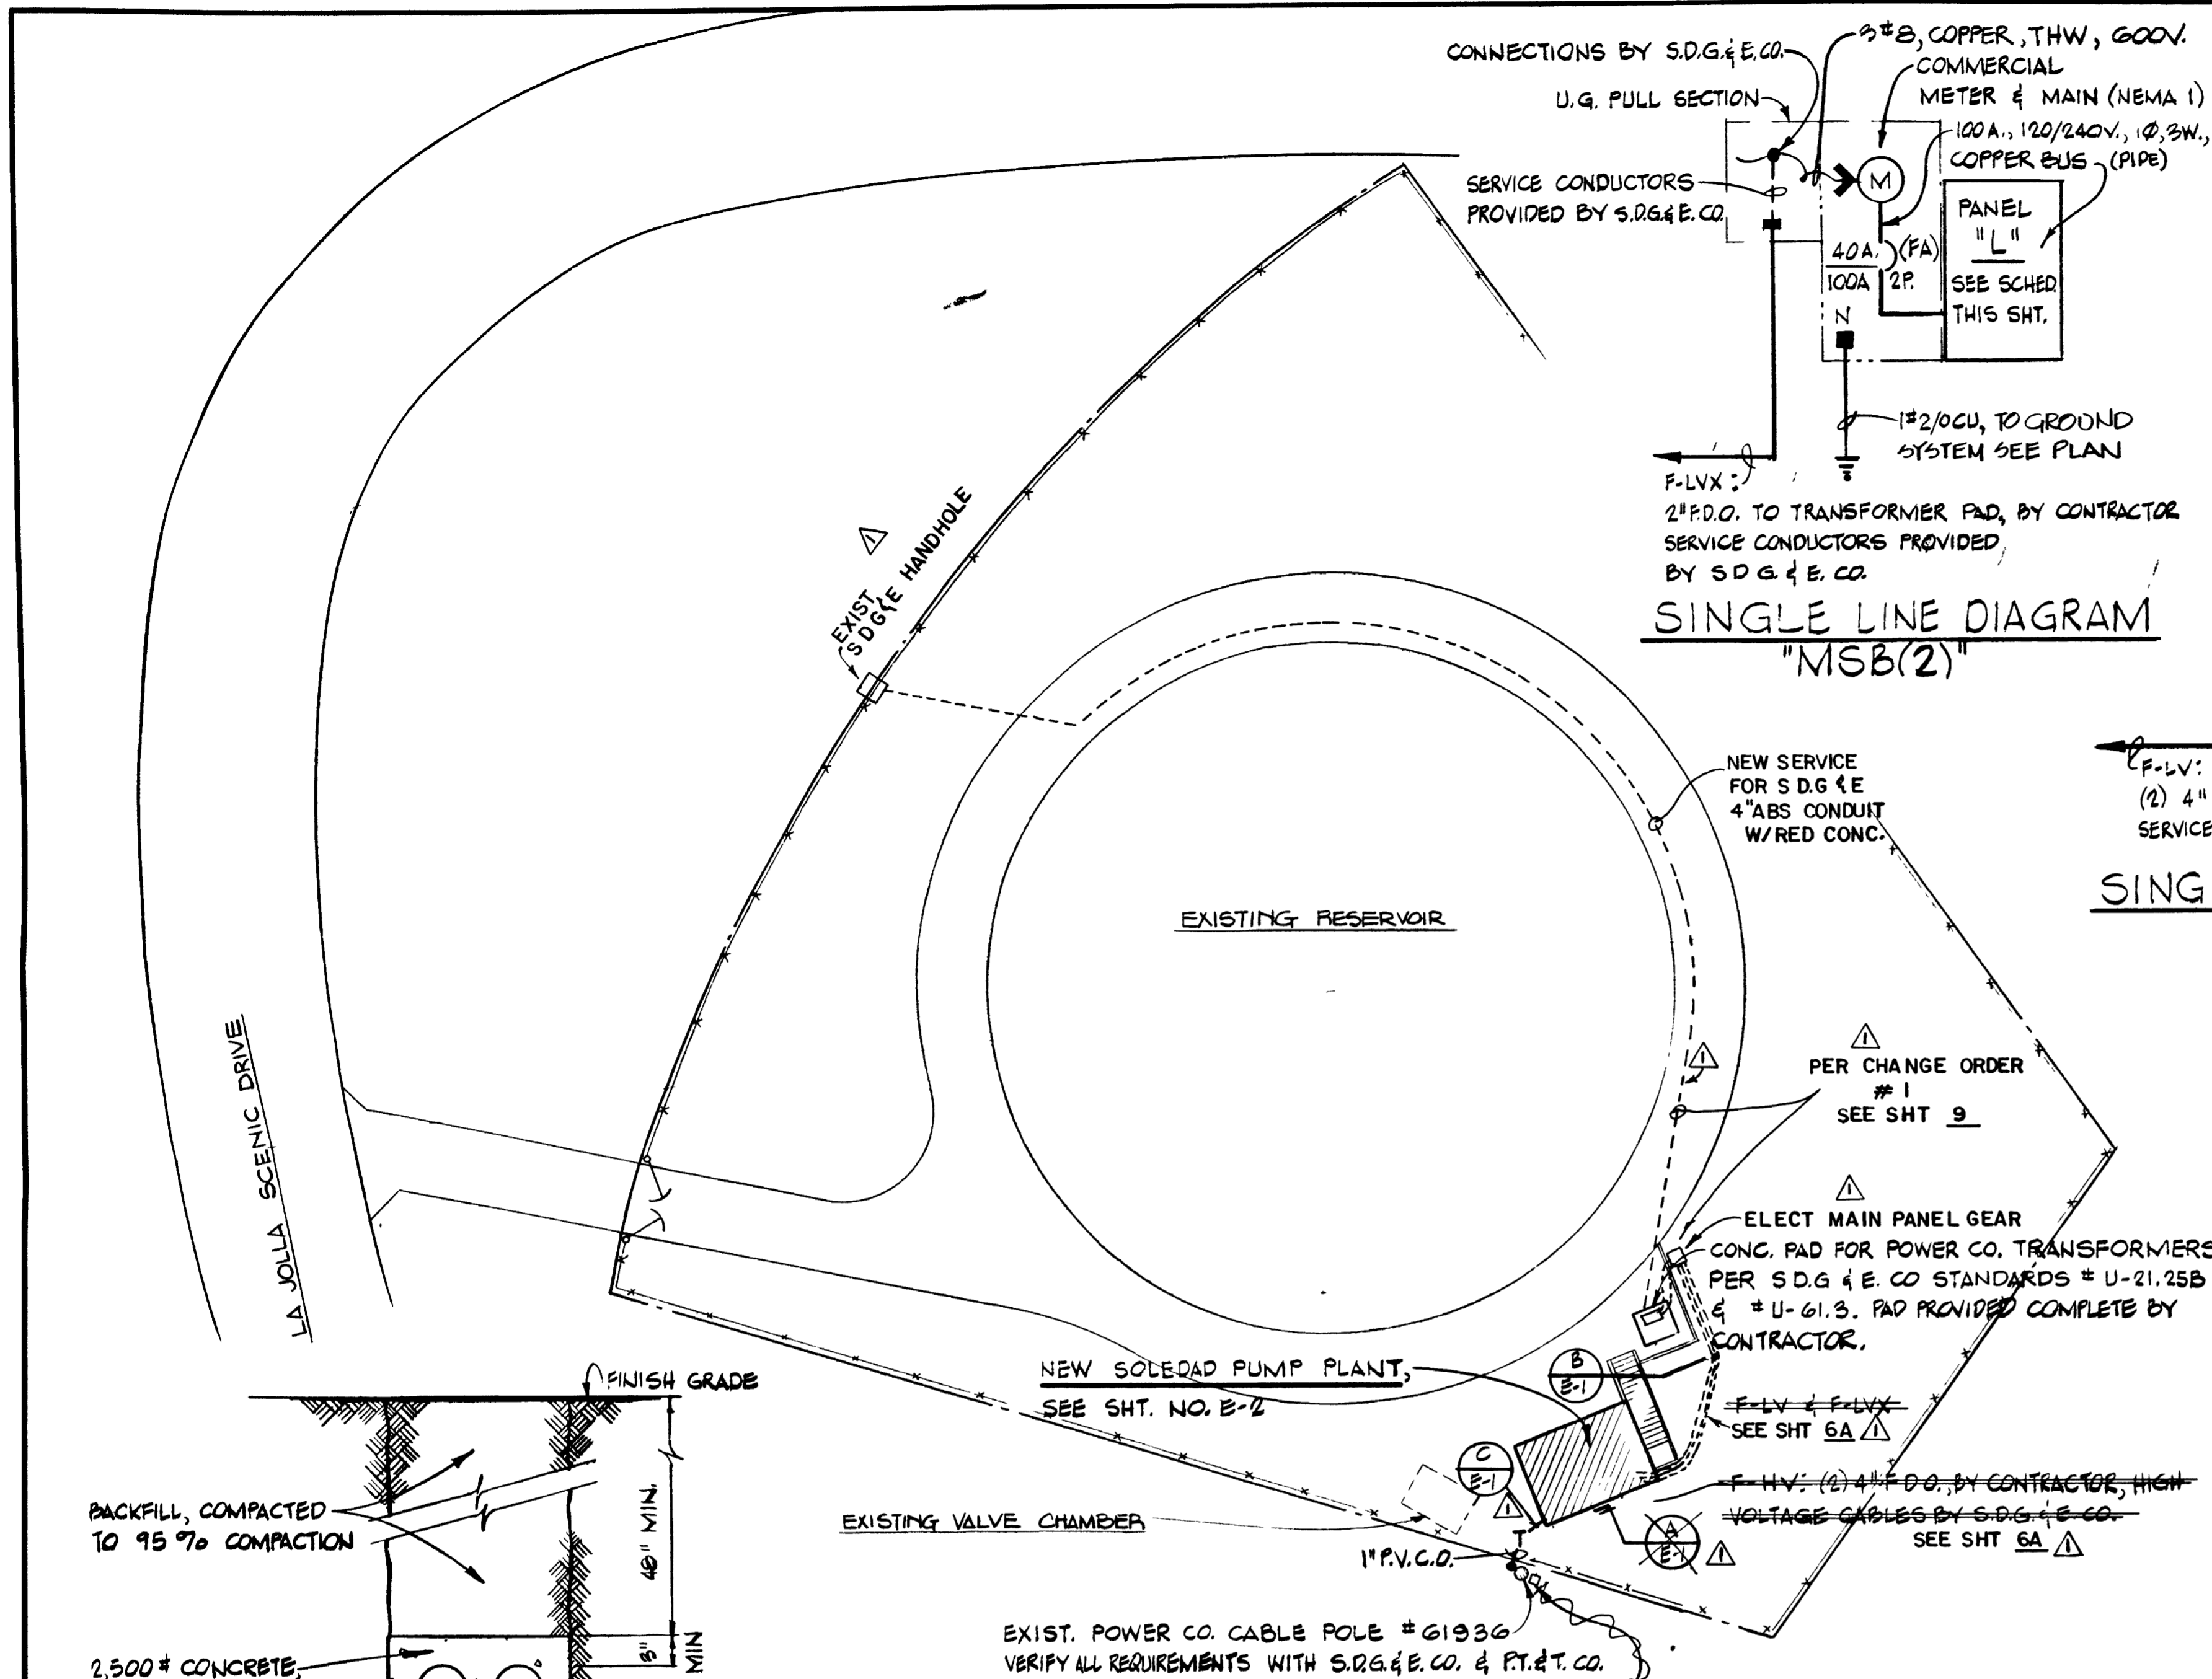 CONNECTIONS BY S.D.G.& E.CO.
3#8, COPPER, THW, 600V.
COMMERCIAL
METER & MAIN (NEMA 1)
U.G. PULL SECTION
100A., 120/240V., 1Ø, 3W.,
COPPER BUS (PIPE)
SERVICE CONDUCTORS
PROVIDED BY S.D.G.& E.CO.
M
PANEL
"L"
SEE SCHED
THIS SHT.
40A. (FA)
100A 2P.
N
1#2/0CU, TO GROUND
SYSTEM SEE PLAN
F-LVX:
2" F.D.O. TO TRANSFORMER PAD, BY CONTRACTOR
SERVICE CONDUCTORS PROVIDED
BY S D G. & E. CO.
SINGLE LINE DIAGRAM
"MSB(2)"
1
EXIST
S D G & E HANDHOLE
NEW SERVICE
FOR S D.G & E
4" ABS CONDUIT
W/RED CONC.
F-LV:
(2) 4"
SERVICE
SING
EXISTING RESERVOIR
LA JOLLA SCENIC DRIVE
1
1
PER CHANGE ORDER
# 1
SEE SHT 9
1
ELECT MAIN PANEL GEAR
CONC. PAD FOR POWER CO. TRANSFORMERS
PER S.D.G & E. CO STANDARDS # U-21.25B
& # U-61.3. PAD PROVIDED COMPLETE BY
CONTRACTOR.
NEW SOLEDAD PUMP PLANT,
SEE SHT. NO. E-2
B
E-1
F-LV & F-LVX
SEE SHT 6A 1
C
E-1
1
F-HV: (2) 4" F.D.O., BY CONTRACTOR, HIGH
VOLTAGE CABLES BY S.D.G. & E. CO.
SEE SHT 6A 1
A
E-1
1
EXISTING VALVE CHAMBER
T
1" P.V.C.O.
EXIST. POWER CO. CABLE POLE # 61936
VERIFY ALL REQUIREMENTS WITH S.D.G.& E. CO. & P.T.& T. CO.
FINISH GRADE
BACKFILL, COMPACTED
TO 95 % COMPACTION
48" MIN.
3"
MIN
2,500 # CONCRETE,